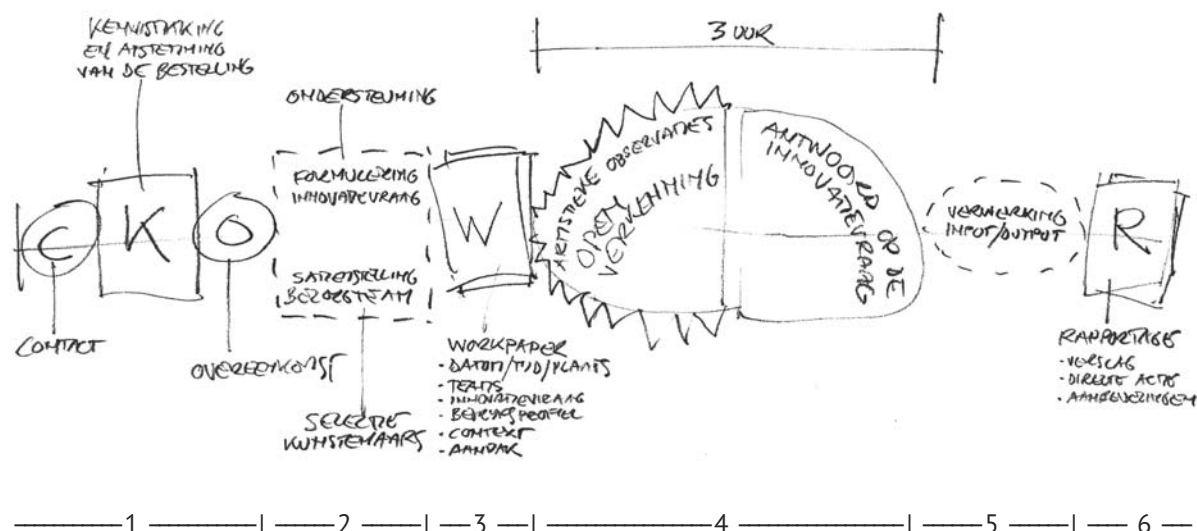 KENNISMAKING
EN AFSTEMMING
VAN DE BESTELLING
3 UUR
ONDERSTEUNING
FORMULERING
INNOVATIEVRAAG
SAMENSTELLING
BEZORGTEAM
C
K
O
W
ARTISTIEKE OBSERVATIES
OPEN
VERKENNING
ANTWOORD OP DE
INNOVATIEVRAAG
VERWERKING
INPUT/OUTPUT
R
CONTACT
OVEREENKOMST
SELECTIE
KUNSTENAARS
WORKPAPER
- DATUM/TIJD/PLAATS
- TEAMS
- INNOVATIEVRAAG
- BEDRIJFSPROFIEL
- CONTEXT
- AANPAK
RAPPORTAGE
- VERSLAG
- DIRECTE ACTIE
- AANBEVELINGEN
1
2
3
4
5
6